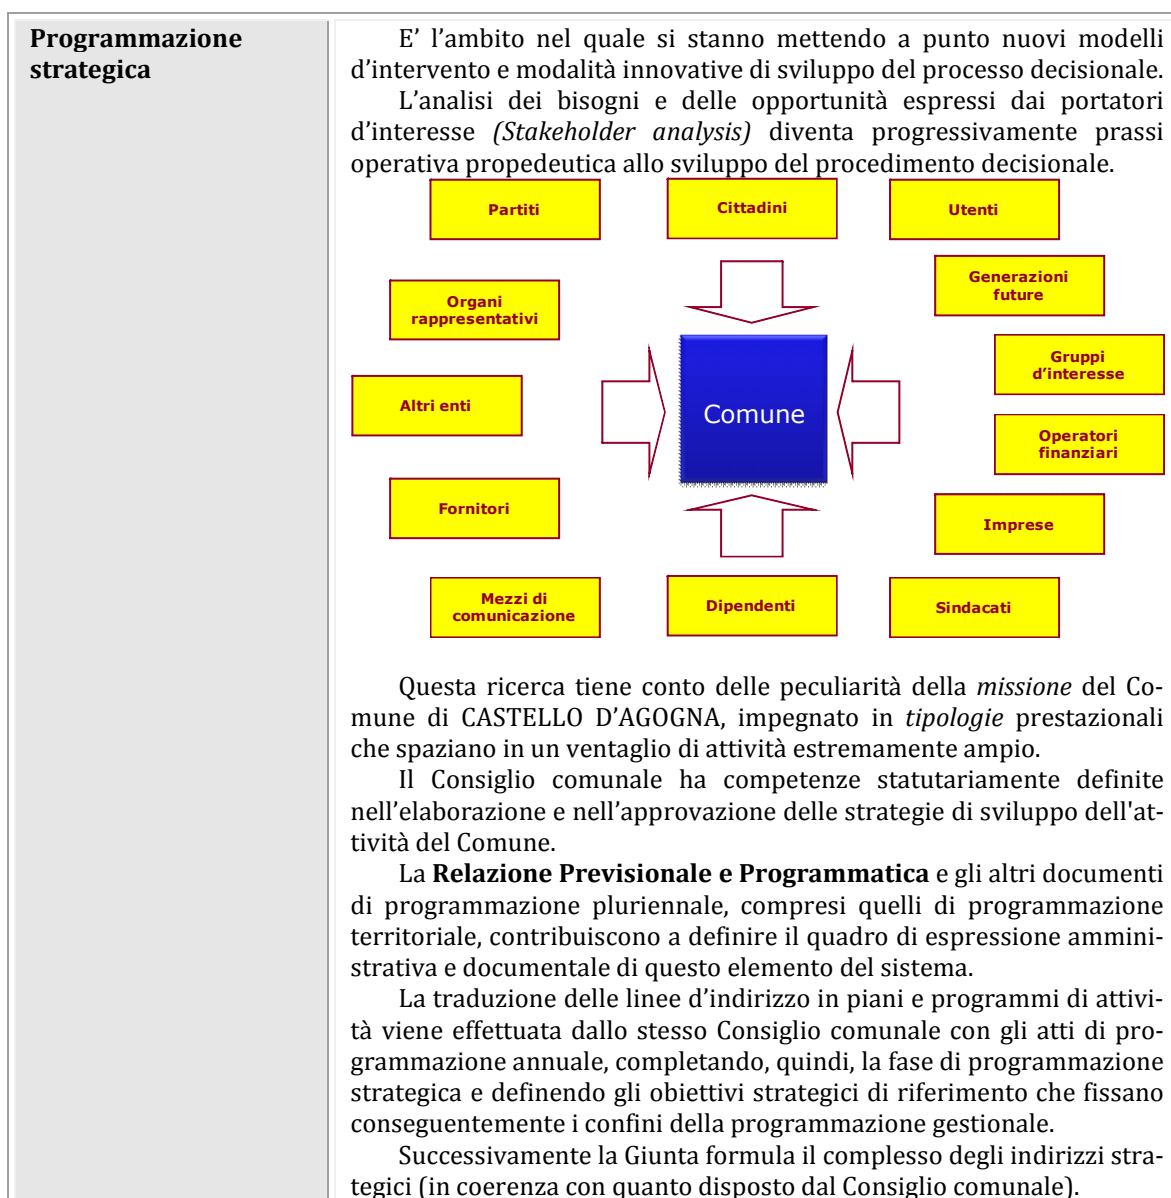 Programmazione
strategica
E’ l’ambito nel quale si stanno mettendo a punto nuovi modelli
d’intervento e modalità innovative di sviluppo del processo decisionale.
L’analisi dei bisogni e delle opportunità espressi dai portatori
d’interesse (Stakeholder analysis) diventa progressivamente prassi
operativa propedeutica allo sviluppo del procedimento decisionale.
Partiti
Cittadini
Utenti
Organi
rappresentativi
Generazioni
future
Altri enti
Comune
Gruppi
d’interesse
Operatori
finanziari
Fornitori
Imprese
Mezzi di
comunicazione
Dipendenti
Sindacati
Questa ricerca tiene conto delle peculiarità della missione del Co-
mune di CASTELLO D’AGOGNA, impegnato in tipologie prestazionali
che spaziano in un ventaglio di attività estremamente ampio.
Il Consiglio comunale ha competenze statutariamente definite
nell’elaborazione e nell’approvazione delle strategie di sviluppo dell'at-
tività del Comune.
La Relazione Previsionale e Programmatica e gli altri documenti
di programmazione pluriennale, compresi quelli di programmazione
territoriale, contribuiscono a definire il quadro di espressione ammini-
strativa e documentale di questo elemento del sistema.
La traduzione delle linee d’indirizzo in piani e programmi di attivi-
tà viene effettuata dallo stesso Consiglio comunale con gli atti di pro-
grammazione annuale, completando, quindi, la fase di programmazione
strategica e definendo gli obiettivi strategici di riferimento che fissano
conseguentemente i confini della programmazione gestionale.
Successivamente la Giunta formula il complesso degli indirizzi stra-
tegici (in coerenza con quanto disposto dal Consiglio comunale).